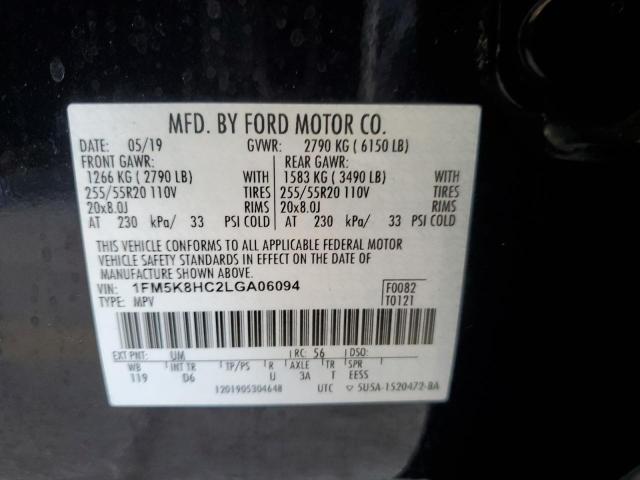 MFD. BY FORD MOTOR CO.
DATE: 05/19 GVWR: 2790 KG ( 6150 LB)
FRONT GAWR: REAR GAWR:
1266 KG ( 2790 LB) WITH 1583 KG ( 3490 LB) WITH
255/55R20 110V TIRES 255/55R20 110V TIRES
20x8.0J RIMS 20x8.0J RIMS
AT 230 kPa/ 33 PSI COLD AT 230 kPa/ 33 PSI COLD
THIS VEHICLE CONFORMS TO ALL APPLICABLE FEDERAL MOTOR
VEHICLE SAFETY STANDARDS IN EFFECT ON THE DATE OF
MANUFACTURE SHOWN ABOVE.
VIN: 1FM5K8HC2LGA06094 F0082
TYPE: MPV T0121
EXT PNT: UM RC: 56 DSO:
WB INT TR TP/PS R AXLE TR SPR
119 D6 U 3A T EESS
1201905304648 UTC ▽ 5U5A-1520472-BA